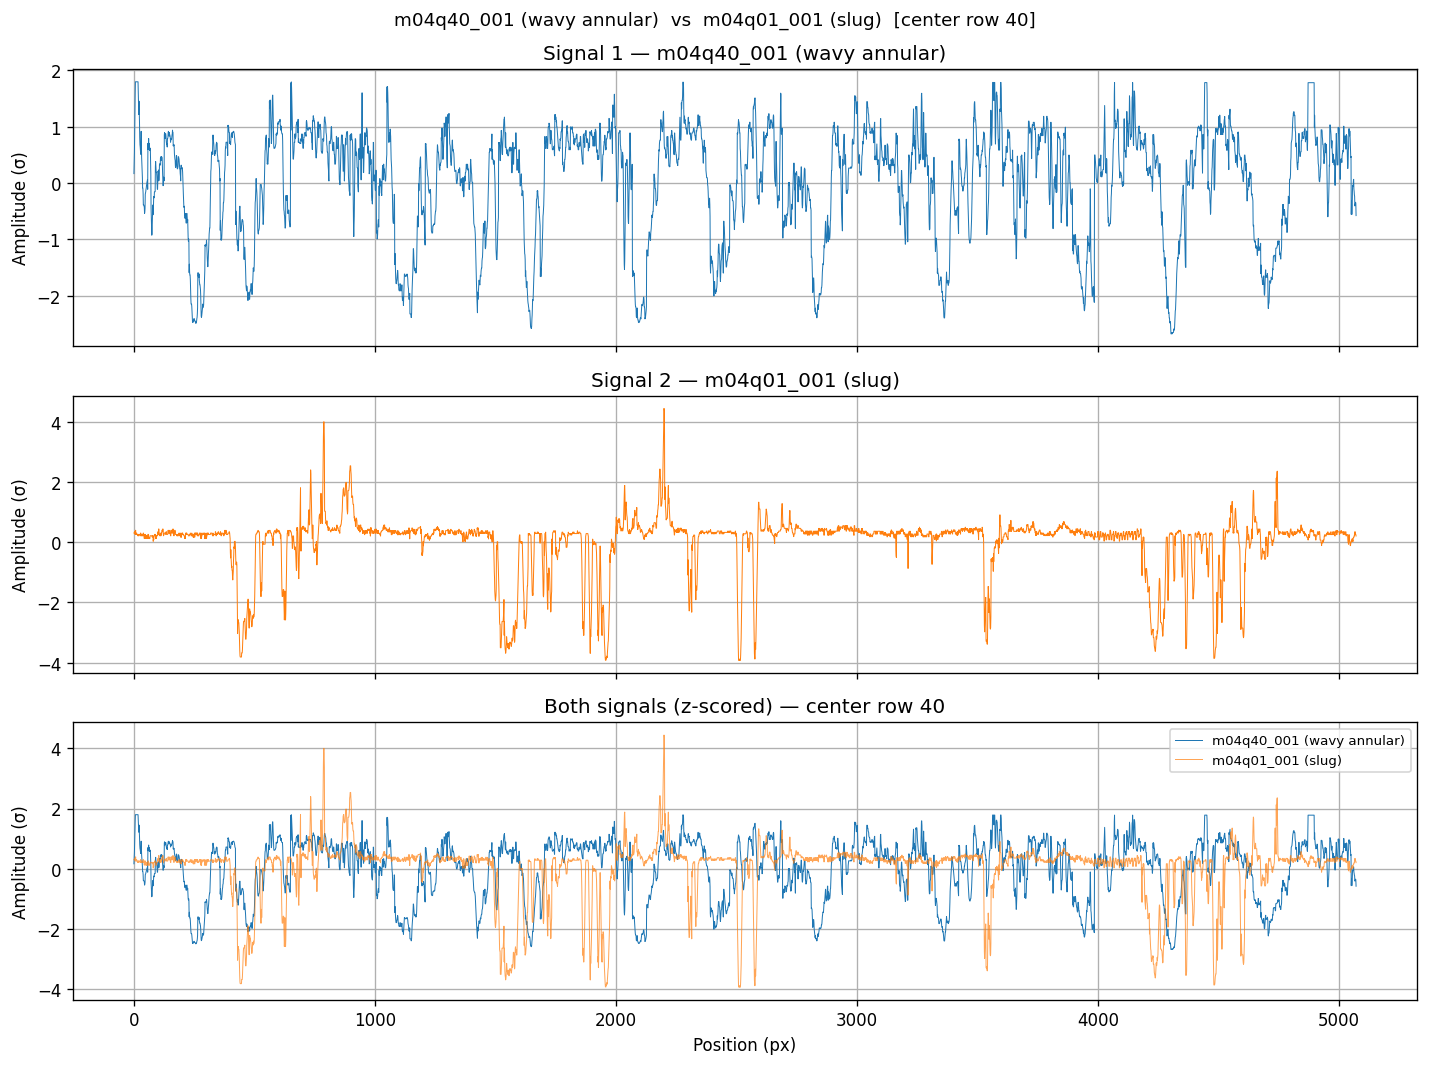 m04q40_001 (wavy annular)  vs  m04q01_001 (slug)  [center row 40]
Signal 1 — m04q40_001 (wavy annular)
2
1
0
−1
−2
Amplitude (σ)
Signal 2 — m04q01_001 (slug)
4
2
0
−2
−4
Amplitude (σ)
Both signals (z-scored) — center row 40
m04q40_001 (wavy annular)
m04q01_001 (slug)
4
2
0
−2
−4
Amplitude (σ)
0 1000 2000 3000 4000 5000
Position (px)